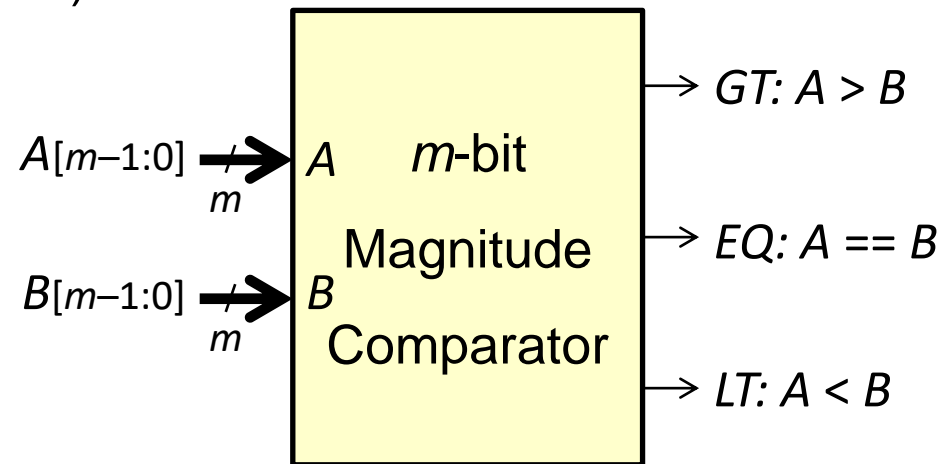 GT: A > B
A[m–1:0]
m
A
m-bit
Magnitude
EQ: A == B
B[m–1:0]
m
B
Comparator
LT: A < B